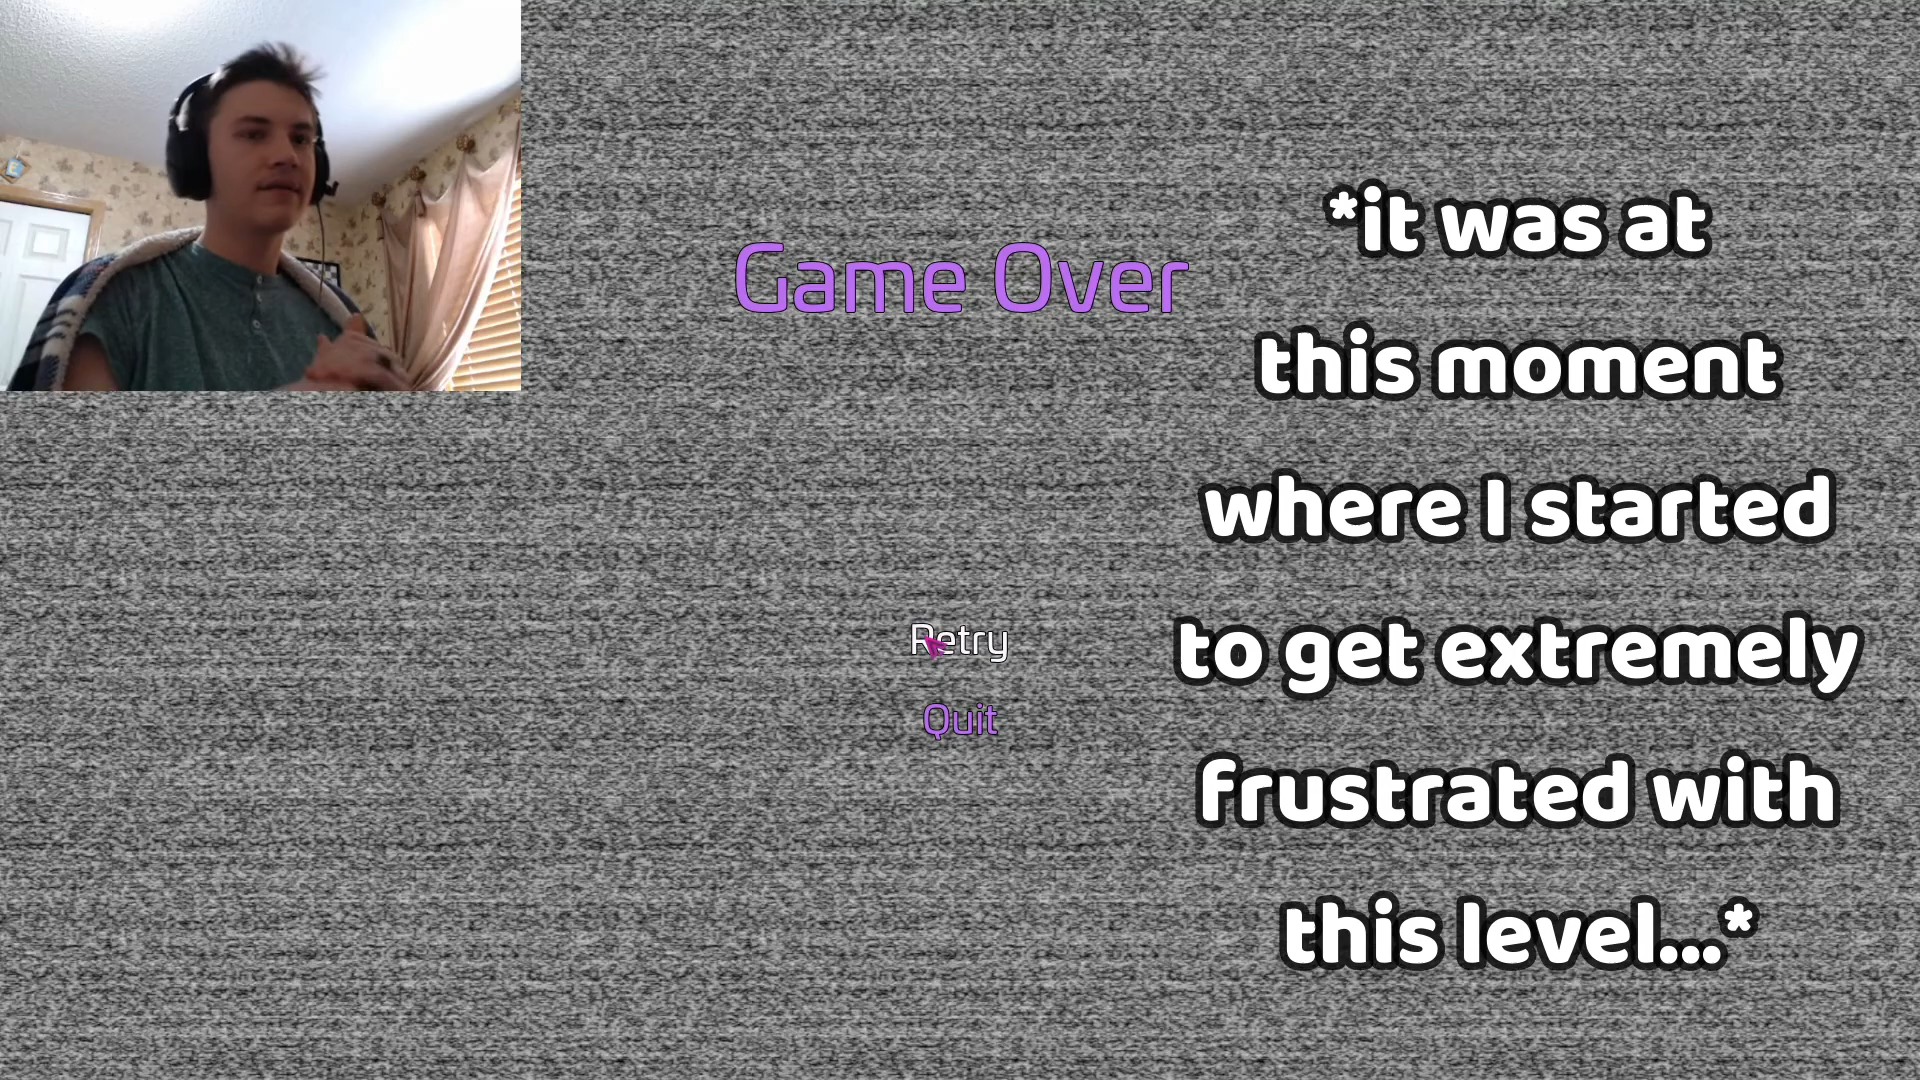 Game Over
Retry
Quit
*it was at
this moment
where I started
to get extremely
frustrated with
this level...*